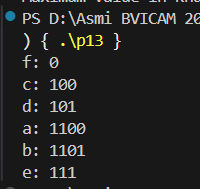 PS D:\Asmi BVICAM 20
) { .\p13 }
f: 0
c: 100
d: 101
a: 1100
b: 1101
e: 111